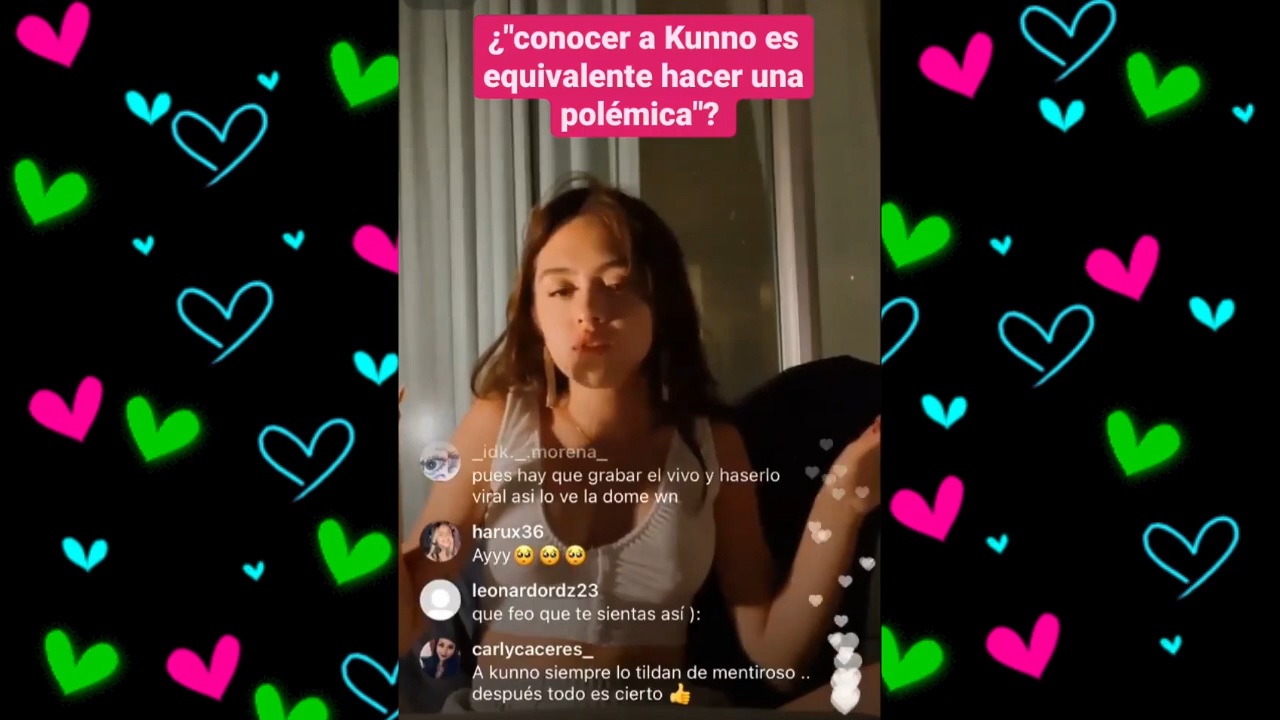 ¿"conocer a Kunno es
equivalente hacer una
polémica"?
_idk._.morena_
pues hay que grabar el vivo y haserlo
viral asi lo ve la dome wn
harux36
Ayyy🥺🥺🥺
leonardordz23
que feo que te sientas así ):
carlycaceres_
A kunno siempre lo tildan de mentiroso ..
después todo es cierto 👍